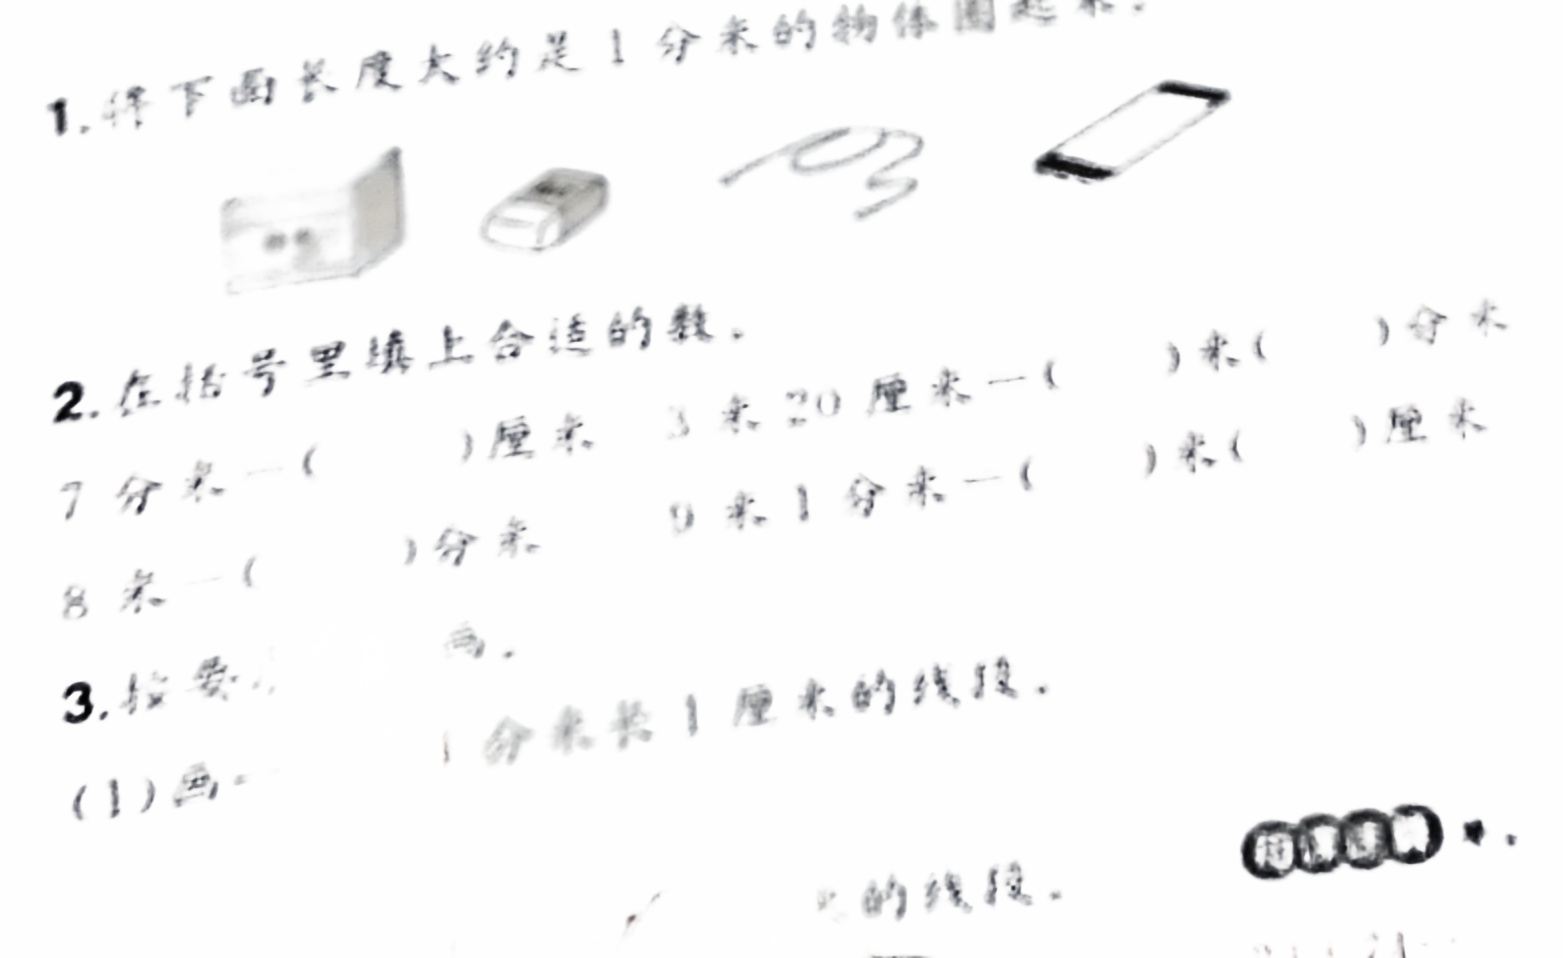 1.将下面长度大约是1分米的物体圈起来.
2.在括号里填上合适的数.
7分米=( )厘米 3米20厘米=( )米( )分米
8米=( )分米 9米1分米=( )米( )厘米
3.按要 画.
(1)画 1分米长1厘米的线段.
的线段.